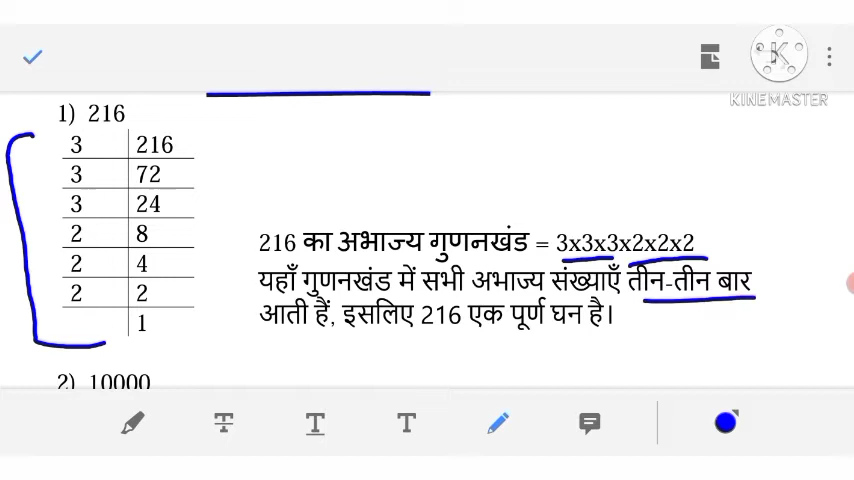 KINEMASTER
1) 216
3 216
3 72
3 24
2 8
2 4
2 2
1
216 का अभाज्य गुणनखंड = 3x3x3x2x2x2
यहाँ गुणनखंड में सभी अभाज्य संख्याएँ तीन-तीन बार
आती हैं, इसलिए 216 एक पूर्ण घन है।
2) 10000
T T T